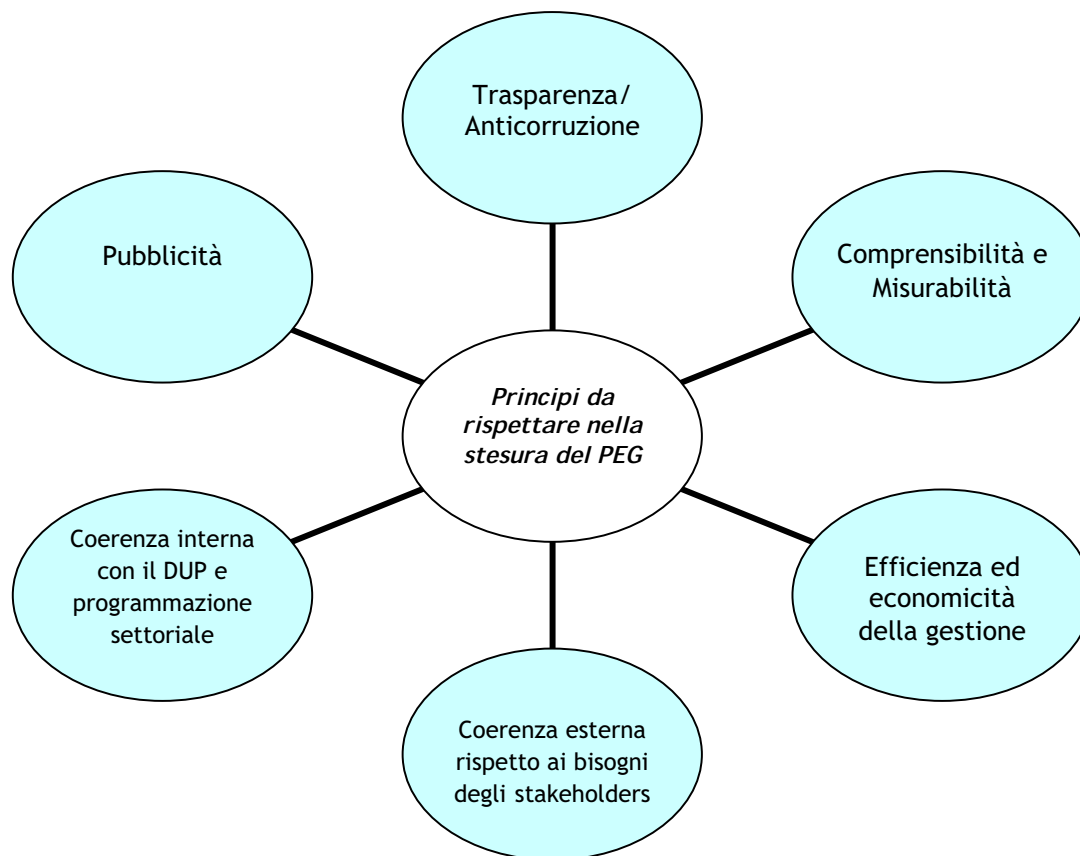 Trasparenza/
Anticorruzione
Pubblicità
Comprensibilità e
Misurabilità
Principi da
rispettare nella
stesura del PEG
Coerenza interna
con il DUP e
programmazione
settoriale
Efficienza ed
economicità
della gestione
Coerenza esterna
rispetto ai bisogni
degli stakeholders